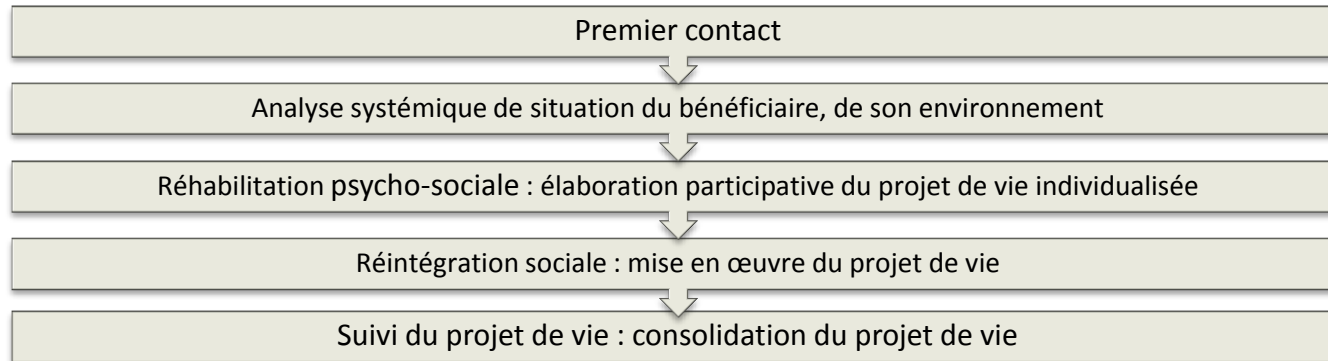 Premier contact
Analyse systémique de situation du bénéficiaire, de son environnement
Réhabilitation psycho-sociale : élaboration participative du projet de vie individualisée
Réintégration sociale : mise en œuvre du projet de vie
Suivi du projet de vie : consolidation du projet de vie